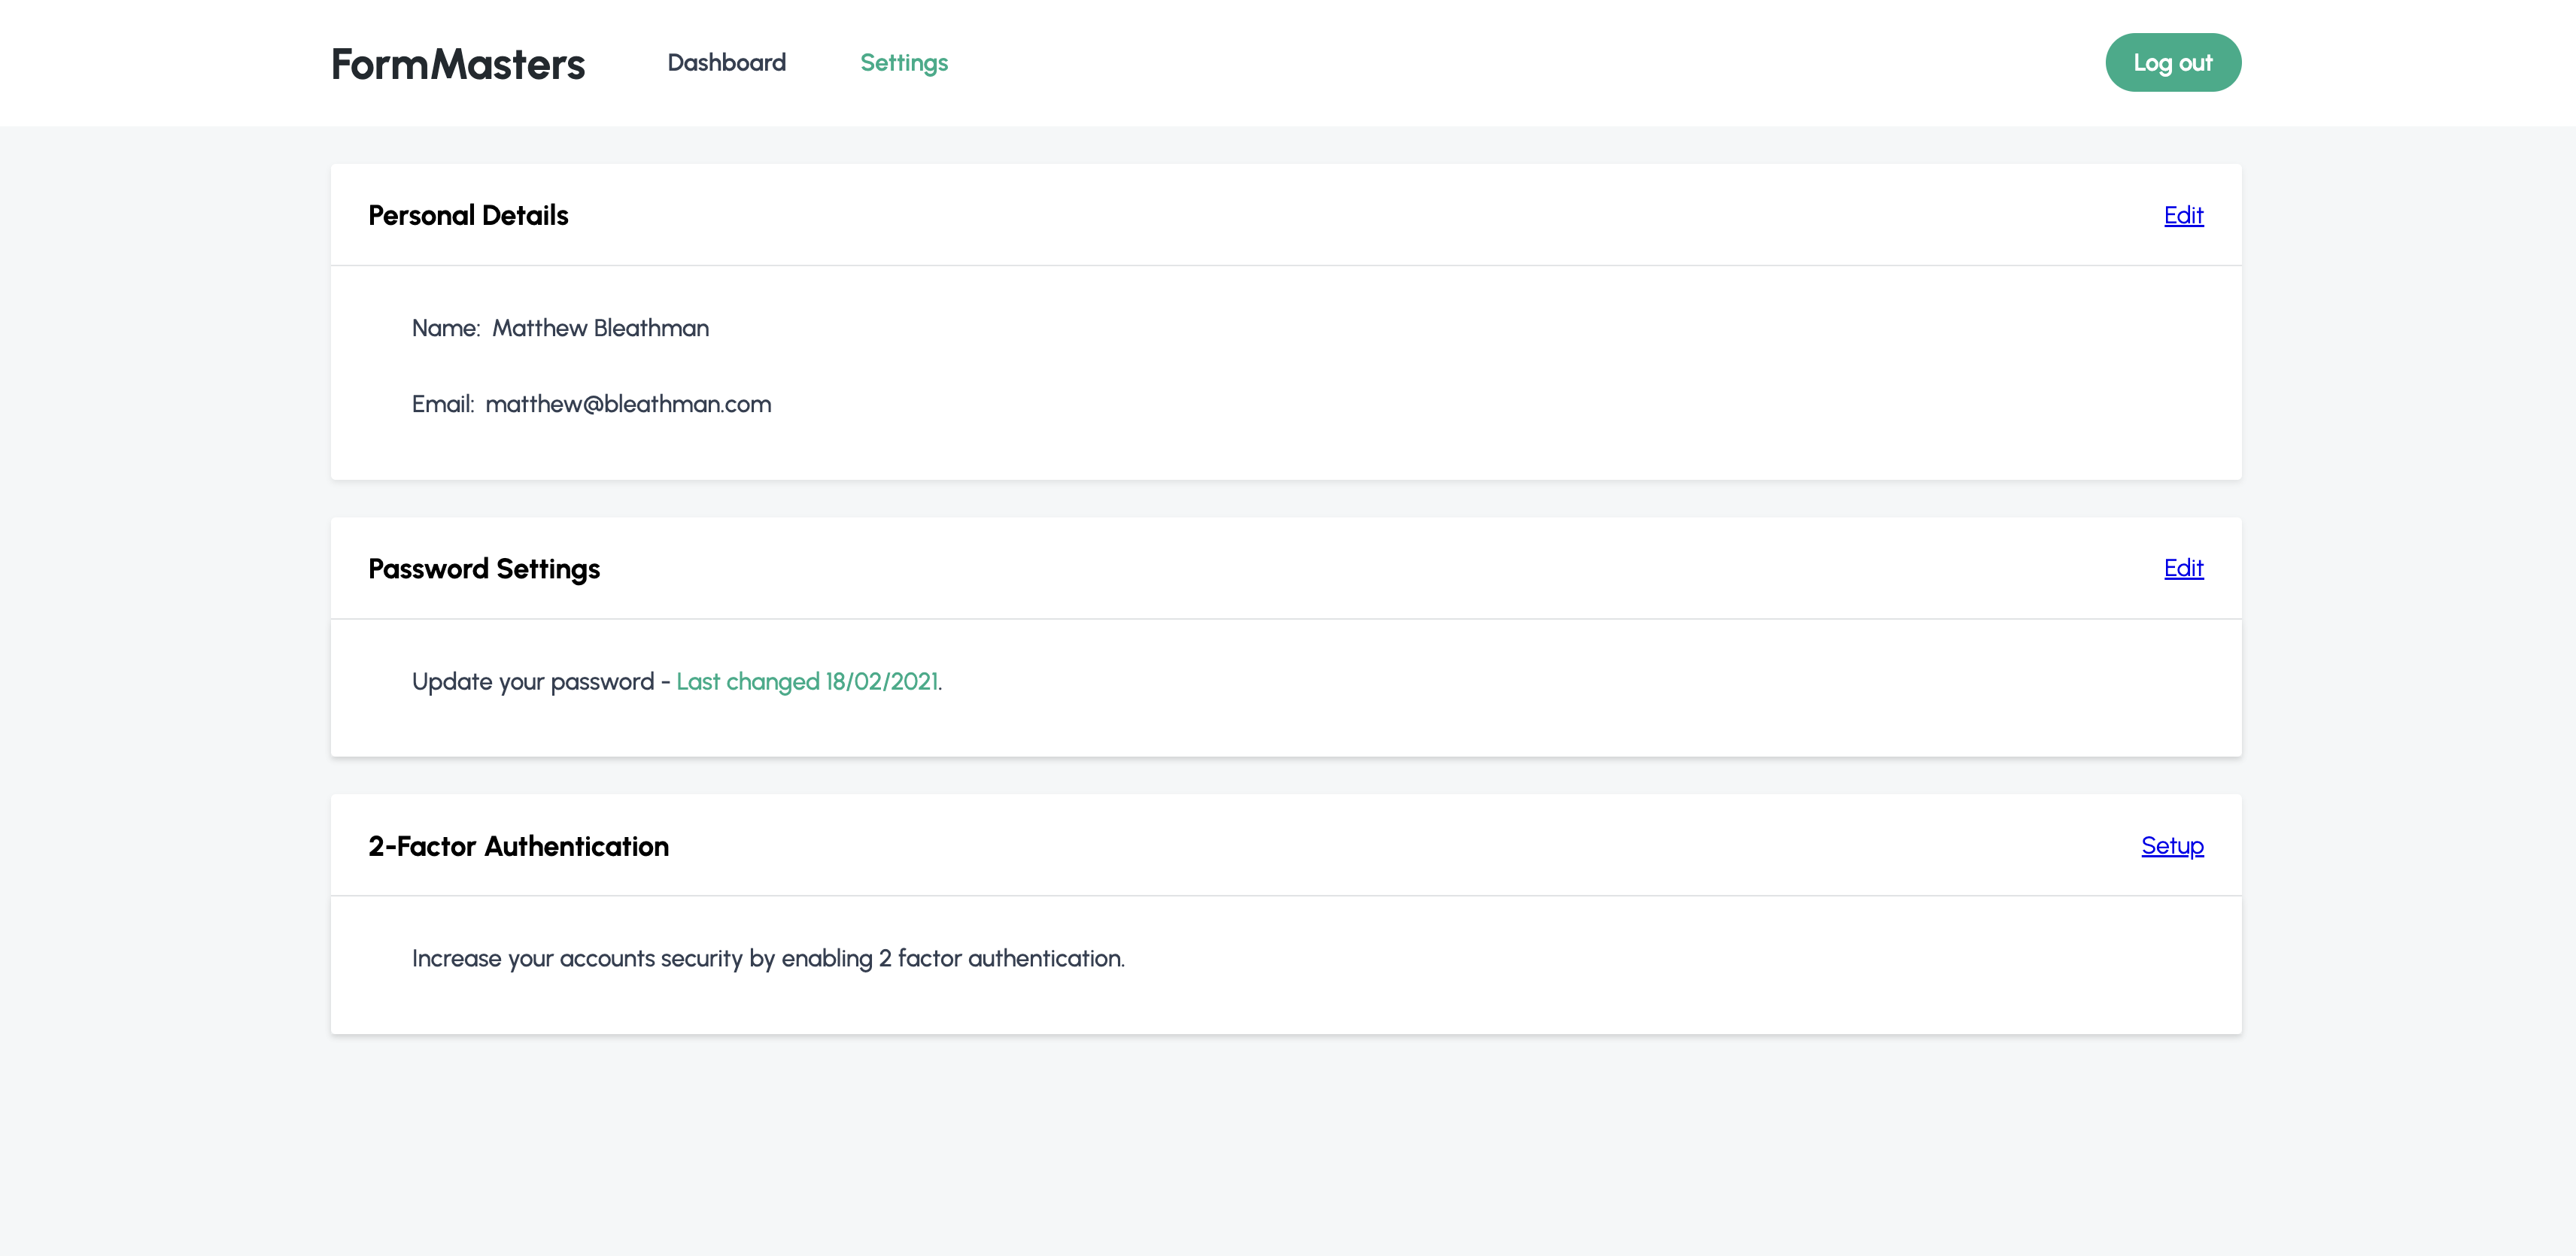 FormMasters Dashboard Settings Log out
Personal Details Edit
Name: Matthew Bleathman
Email: matthew@bleathman.com
Password Settings Edit
Update your password - Last changed 18/02/2021.
2-Factor Authentication Setup
Increase your accounts security by enabling 2 factor authentication.